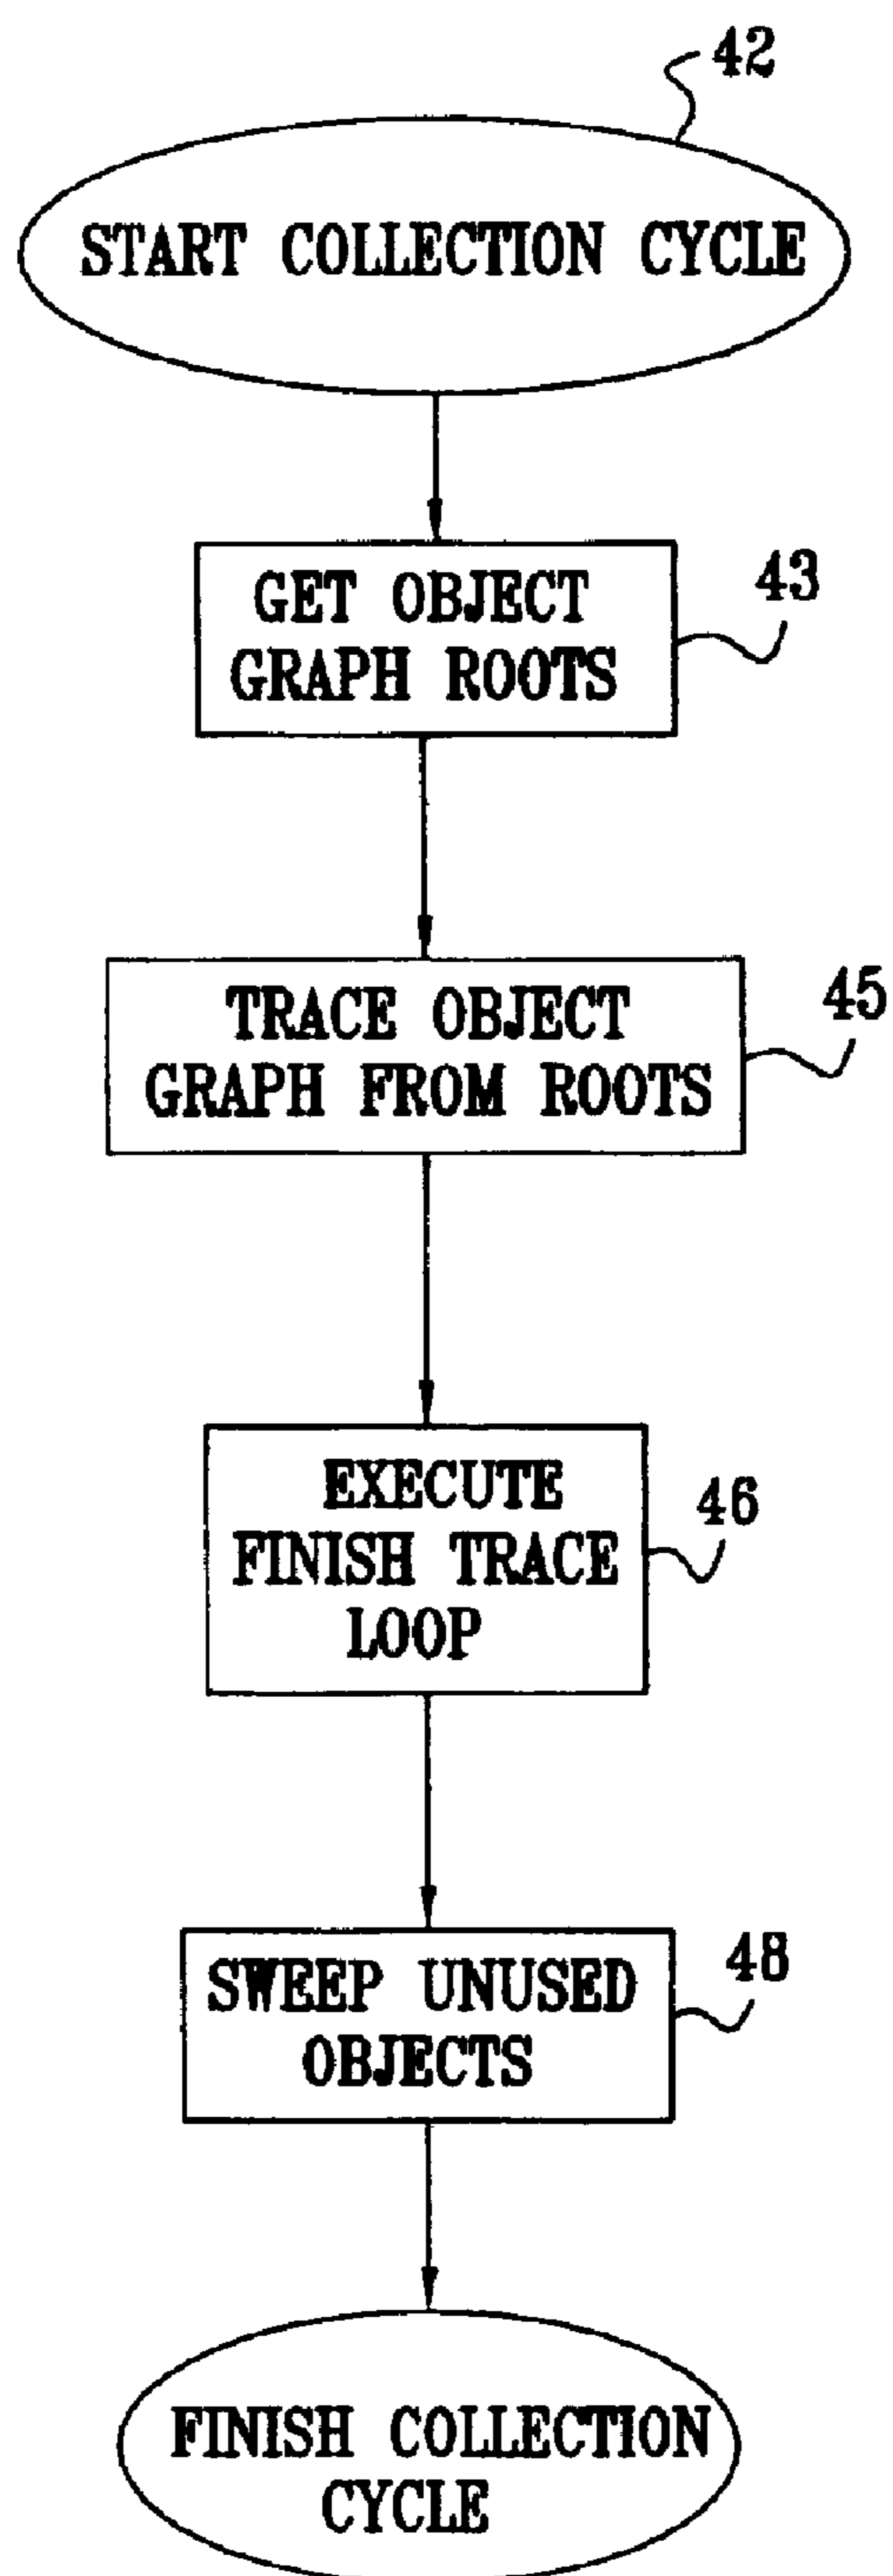 42
START COLLECTION CYCLE
GET OBJECT
GRAPH ROOTS
43
TRACE OBJECT
GRAPH FROM ROOTS
45
EXECUTE
FINISH TRACE
LOOP
46
SWEEP UNUSED
OBJECTS
48
FINISH COLLECTION
CYCLE